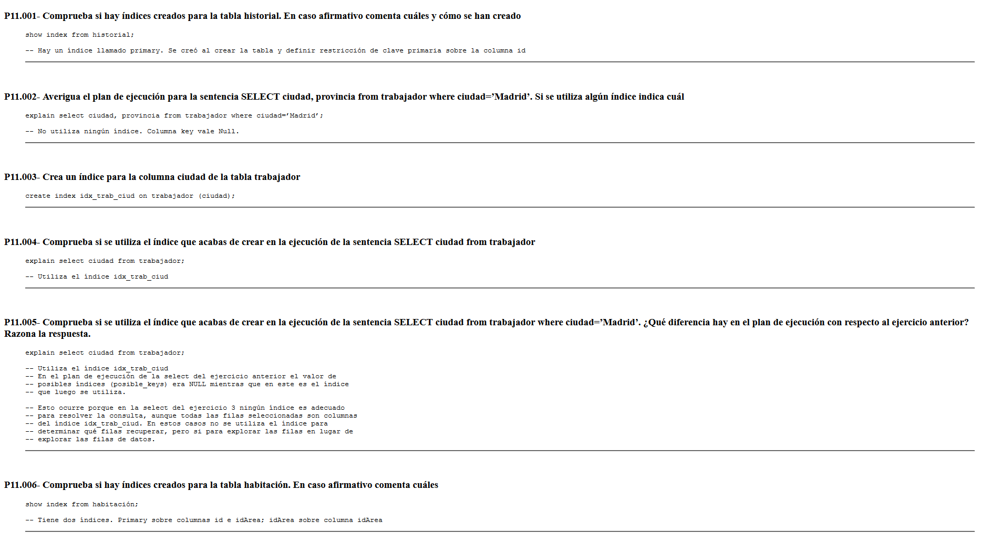 P11.001- Comprueba si hay índices creados para la tabla historial. En caso afirmativo comenta cuáles y cómo se han creado
show index from historial;
-- Hay un índice llamado primary. Se creó al crear la tabla y definir restricción de clave primaria sobre la columna id
P11.002- Averigua el plan de ejecución para la sentencia SELECT ciudad, provincia from trabajador where ciudad=’Madrid’. Si se utiliza algún índice indica cuál
explain select ciudad, provincia from trabajador where ciudad=’Madrid’;
-- No utiliza ningún índice. Columna key vale Null.
P11.003- Crea un índice para la columna ciudad de la tabla trabajador
create index idx_trab_ciud on trabajador (ciudad);
P11.004- Comprueba si se utiliza el índice que acabas de crear en la ejecución de la sentencia SELECT ciudad from trabajador
explain select ciudad from trabajador;
-- Utiliza el índice idx_trab_ciud
P11.005- Comprueba si se utiliza el índice que acabas de crear en la ejecución de la sentencia SELECT ciudad from trabajador where ciudad=’Madrid’. ¿Qué diferencia hay en el plan de ejecución con respecto al ejercicio anterior?
Razona la respuesta.
explain select ciudad from trabajador;
-- Utiliza el índice idx_trab_ciud
-- En el plan de ejecución de la select del ejercicio anterior el valor de
-- posibles índices (posible_keys) era NULL mientras que en este es el índice
-- que luego se utiliza.
-- Esto ocurre porque en la select del ejercicio 3 ningún índice es adecuado
-- para resolver la consulta, aunque todas las filas seleccionadas son columnas
-- del índice idx_trab_ciud. En estos casos no se utiliza el índice para
-- determinar qué filas recuperar, pero si para explorar las filas en lugar de
-- explorar las filas de datos.
P11.006- Comprueba si hay índices creados para la tabla habitación. En caso afirmativo comenta cuáles
show index from habitación;
-- Tiene dos índices. Primary sobre columnas id e idArea; idArea sobre columna idArea